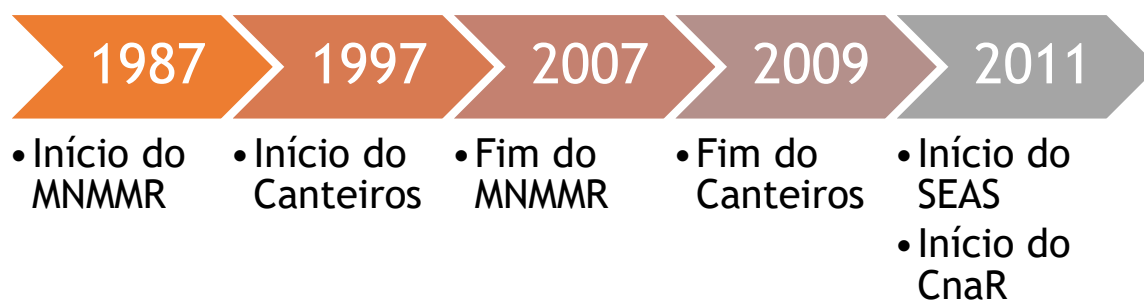 1987
1997
2007
2009
2011
•Início do
MNMMR
•Início do
Canteiros
•Fim do
MNMMR
•Fim do
Canteiros
•Início do
SEAS
•Início do
CnaR